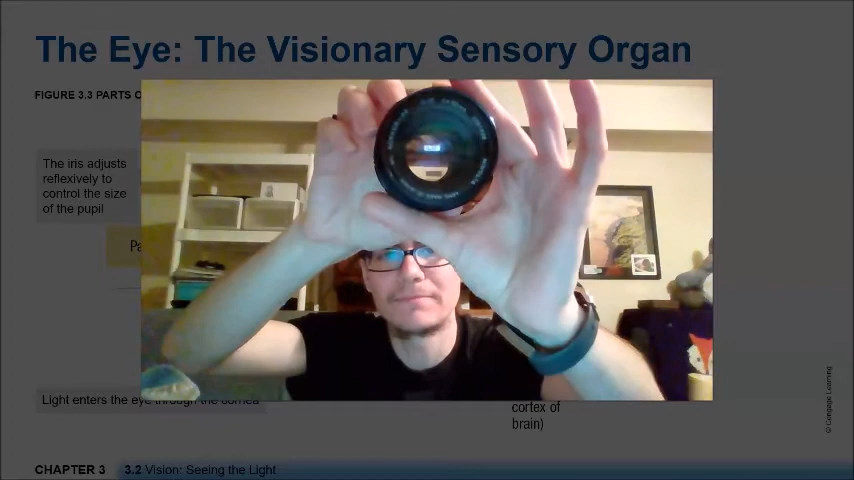 The Eye: The Visionary Sensory Organ
FIGURE 3.3 PARTS O
The iris adjusts
reflexively to
control the size
of the pupil
Pa
Light enters the eye through the cornea
cortex of
brain)
© Cengage Learning
CHAPTER 3 3.2 Vision: Seeing the Light